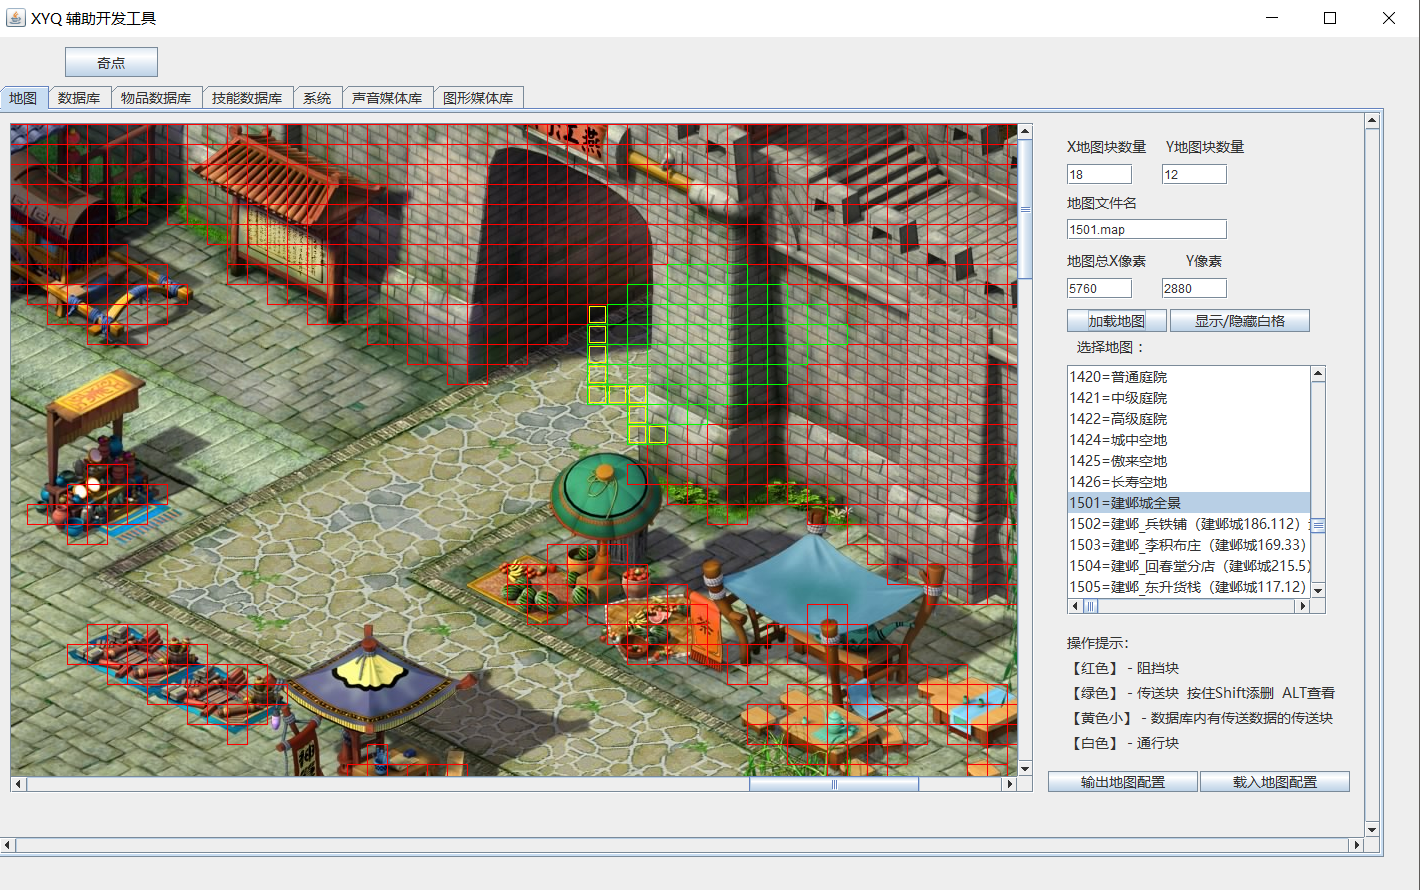 XYQ 辅助开发工具
奇点
地图 数据库 物品数据库 技能数据库 系统 声音媒体库 图形媒体库
X地图块数量 Y地图块数量
18 12
地图文件名
1501.map
地图总X像素 Y像素
5760 2880
加载地图 显示/隐藏白格
选择地图：
1420=普通庭院
1421=中级庭院
1422=高级庭院
1424=城中空地
1425=傲来空地
1426=长寿空地
1501=建邺城全景
1502=建邺_兵铁铺（建邺城186.112）
1503=建邺_李积布庄（建邺城169.33）
1504=建邺_回春堂分店（建邺城215.5）
1505=建邺_东升货栈（建邺城117.12）
操作提示:
【红色】 - 阻挡块
【绿色】 - 传送块 按住Shift添删 ALT查看
【黄色小】 - 数据库内有传送数据的传送块
【白色】 - 通行块
输出地图配置 载入地图配置